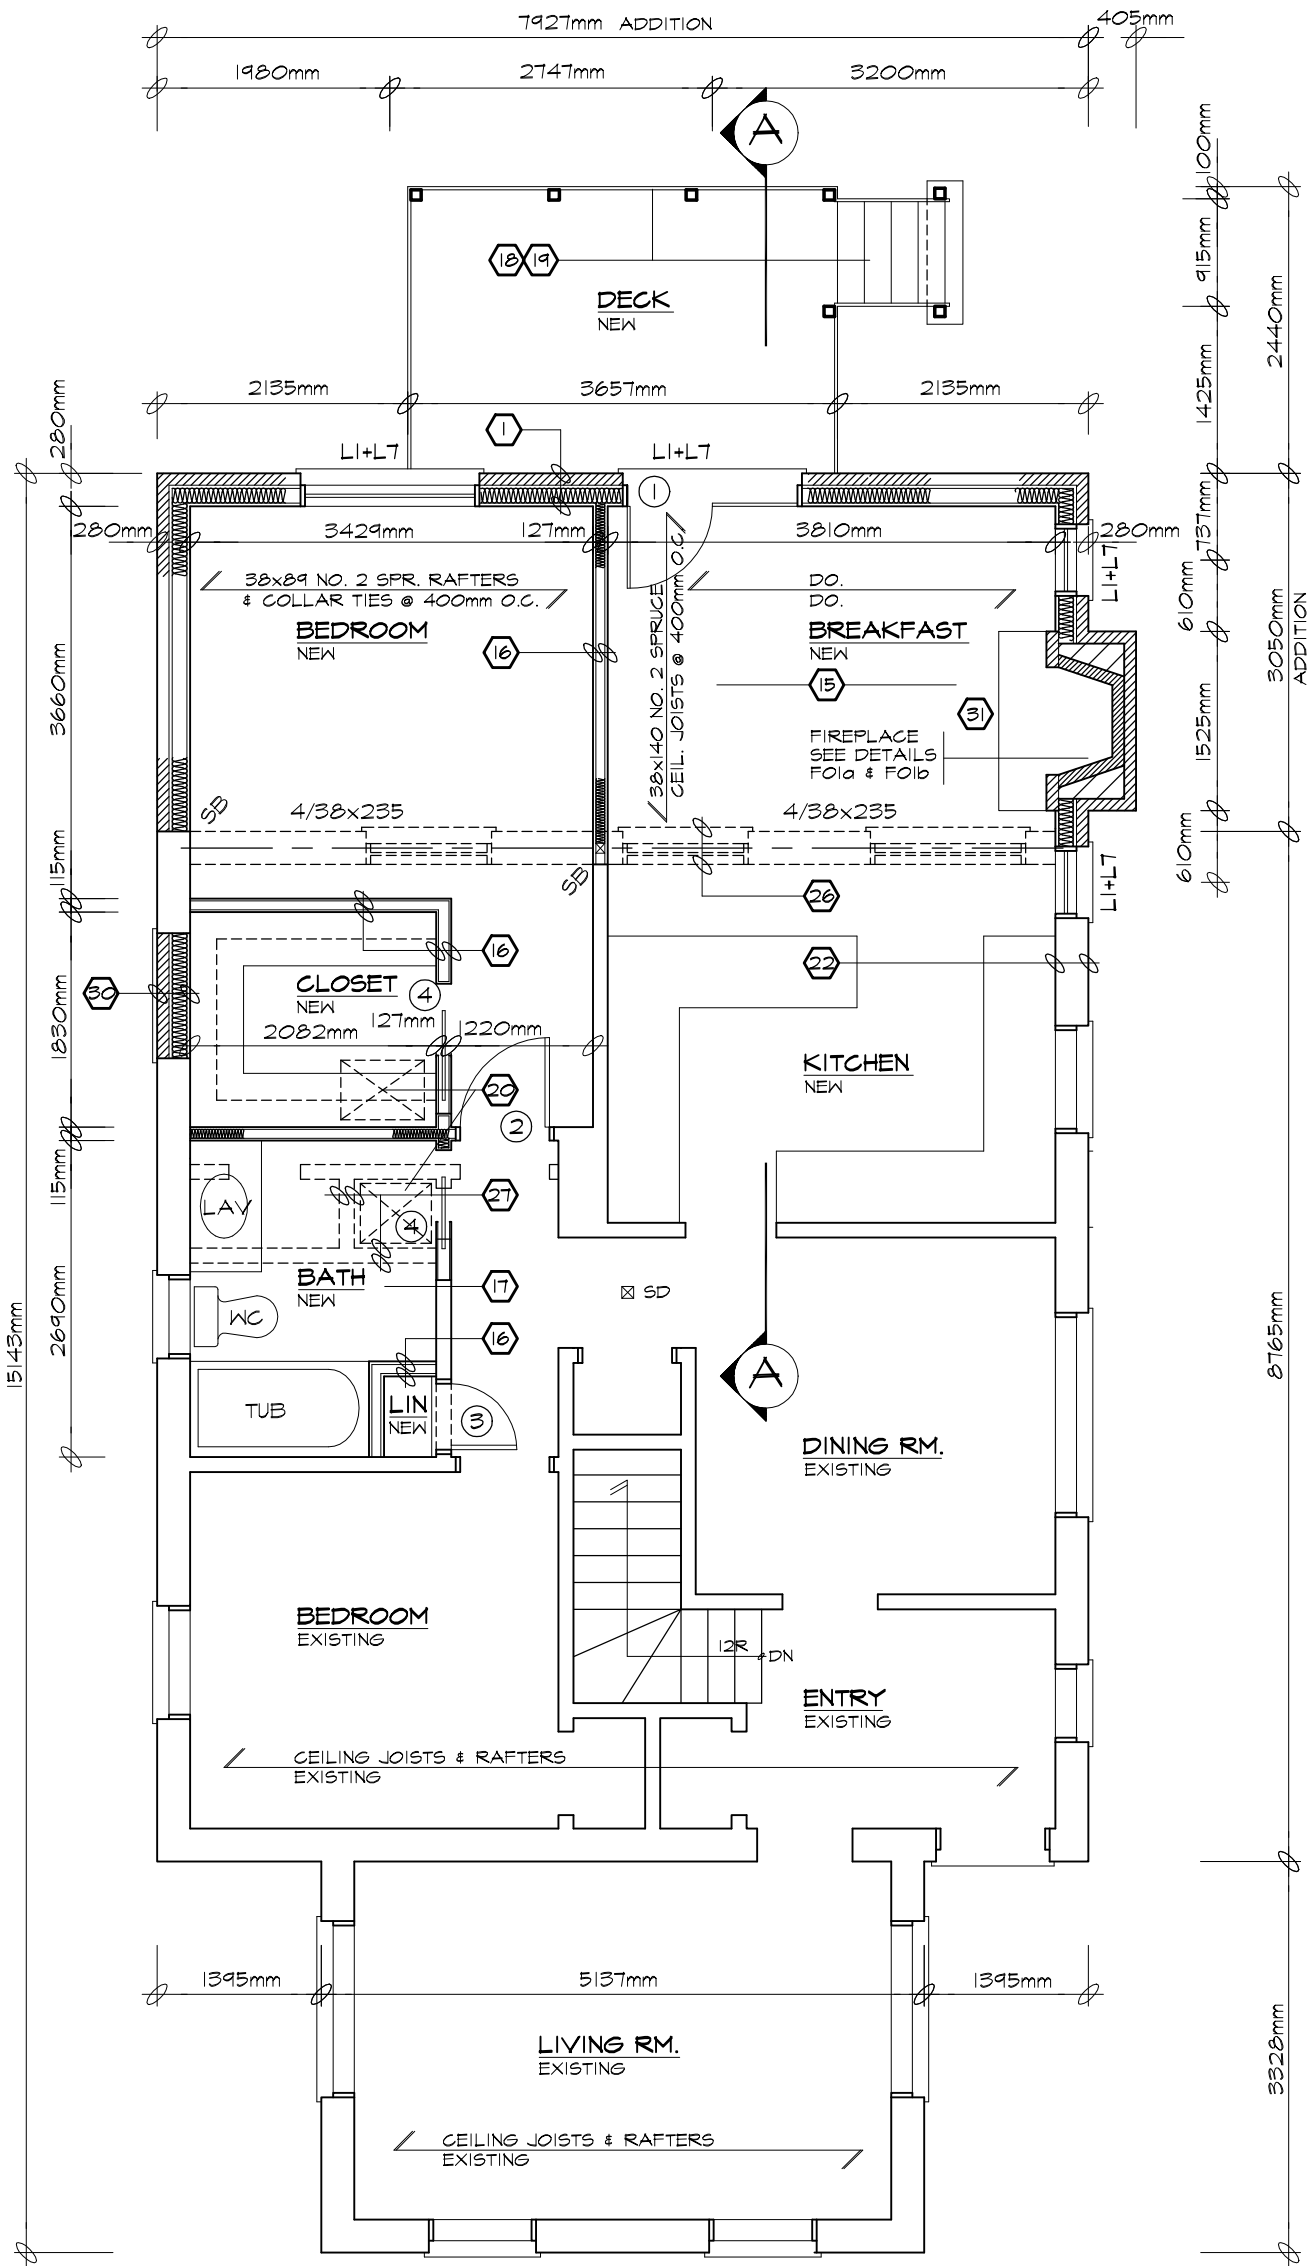 7927mm ADDITION
405mm
1980mm
2747mm
3200mm
A
100mm
915mm
2440mm
1425mm
18
19
DECK
NEW
2135mm
3657mm
2135mm
280mm
1
L1+L7
L1+L7
1
280mm
3429mm
127mm
3810mm
280mm
737mm
L1+L7
610mm
3050mm
ADDITION
38x89 NO. 2 SPR. RAFTERS
& COLLAR TIES @ 400mm O.C.
DO.
DO.
BEDROOM
NEW
16
38x140 NO. 2 SPRUCE
CEIL. JOISTS @ 400mm O.C.
BREAKFAST
NEW
15
31
3660mm
1525mm
FIREPLACE
SEE DETAILS
F01a & F01b
SB
4/38x235
4/38x235
610mm
L1+L7
115mm
SB
26
16
22
CLOSET
NEW
4
30
1830mm
2082mm
127mm
1220mm
KITCHEN
NEW
20
2
115mm
LAV
27
4
BATH
NEW
17
SD
WC
16
2690mm
15143mm
8765mm
A
TUB
LIN
NEW
3
DINING RM.
EXISTING
BEDROOM
EXISTING
12R
DN
ENTRY
EXISTING
CEILING JOISTS & RAFTERS
EXISTING
1395mm
5137mm
1395mm
LIVING RM.
EXISTING
3328mm
CEILING JOISTS & RAFTERS
EXISTING